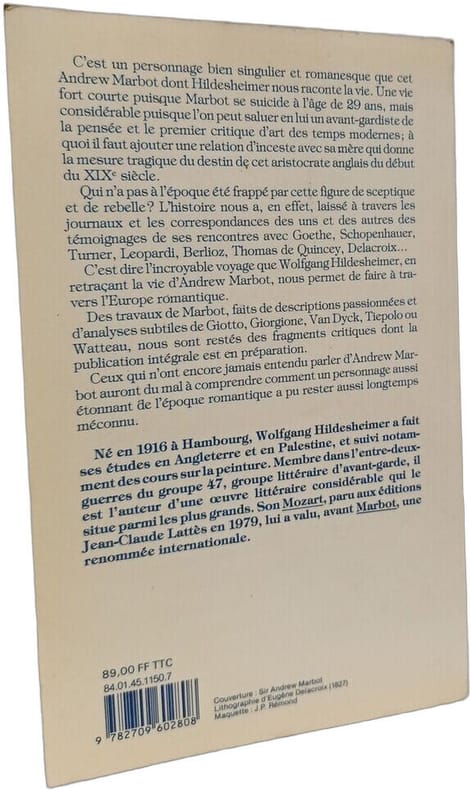 C'est un personnage bien singulier et romanesque que cet
Andrew Marbot dont Hildesheimer nous raconte la vie. Une vie
fort courte puisque Marbot se suicide à l'âge de 29 ans, mais
considérable puisque l'on peut saluer en lui un avant-gardiste de
la pensée et le premier critique d'art des temps modernes ; à
quoi il faut ajouter une relation d'inceste avec sa mère qui donne
la mesure tragique du destin de cet aristocrate anglais du début
du XIXe siècle.
Qui n'a pas à l'époque été frappé par cette figure de sceptique
et de rebelle ? L'histoire nous a, en effet, laissé à travers les
journaux et les correspondances des uns et des autres des
témoignages de ses rencontres avec Goethe, Schopenhauer,
Turner, Leopardi, Berlioz, Thomas de Quincey, Delacroix...
C'est dire l'incroyable voyage que Wolfgang Hildesheimer, en
retraçant la vie d'Andrew Marbot, nous permet de faire à tra-
vers l'Europe romantique.
Des travaux de Marbot, faits de descriptions passionnées et
d'analyses subtiles de Giotto, Giorgione, Van Dyck, Tiepolo ou
Watteau, nous sont restés des fragments critiques dont la
publication intégrale est en préparation.
Ceux qui n'ont encore jamais entendu parler d'Andrew Mar-
bot auront du mal à comprendre comment un personnage aussi
étonnant de l'époque romantique a pu rester aussi longtemps
méconnu.
Né en 1916 à Hambourg, Wolfgang Hildesheimer a fait
ses études en Angleterre et en Palestine, et suivi notam-
ment des cours sur la peinture. Membre dans l'entre-deux-
guerres du groupe 47, groupe littéraire d'avant-garde, il
est l'auteur d'une œuvre littéraire considérable qui le
situe parmi les plus grands. Son Mozart, paru aux éditions
Jean-Claude Lattès en 1979, lui a valu, avant Marbot, une
renommée internationale.
89,00 FF TTC
84.01.45.1150.7
9 782709 602808
Couverture : Sir Andrew Marbot
Lithographie d'Eugène Delacroix (1827)
Maquette : J.P. Rémond